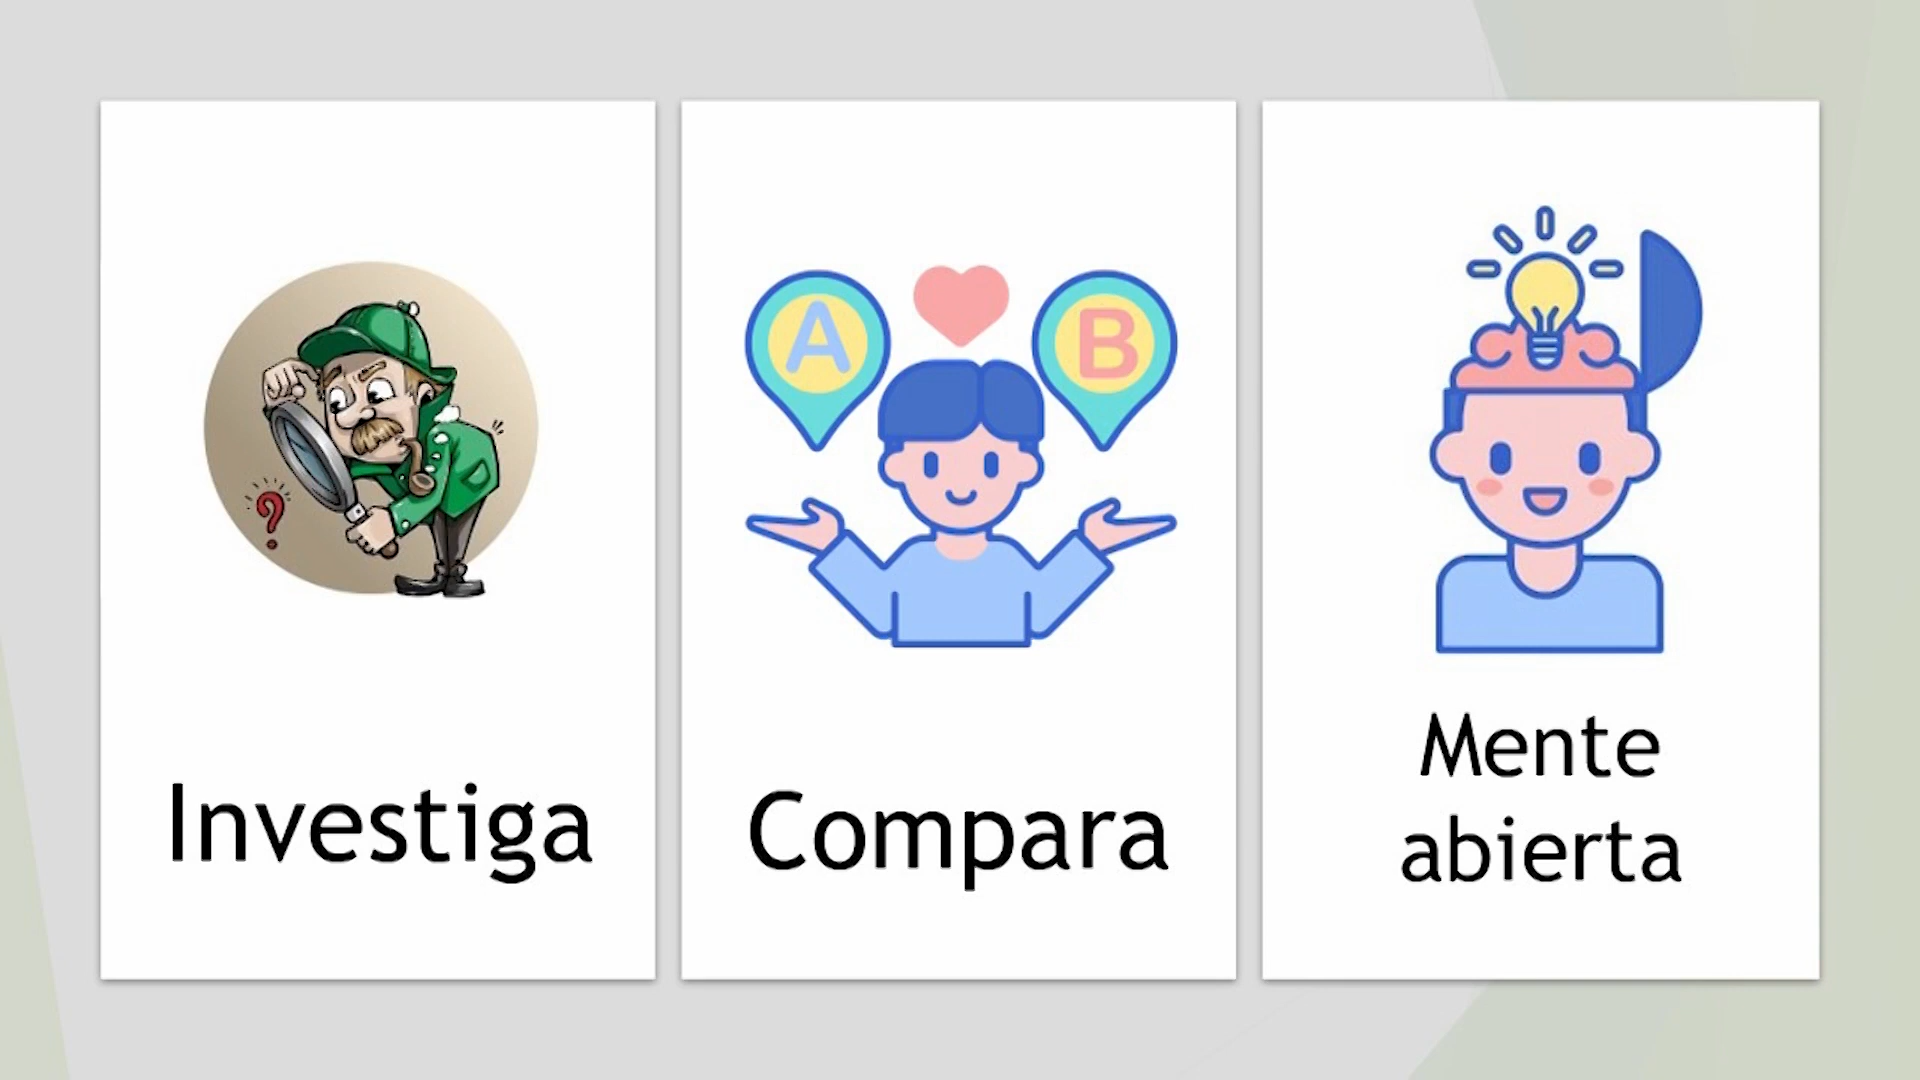 A
B
?
Investiga
Compara
Mente
abierta